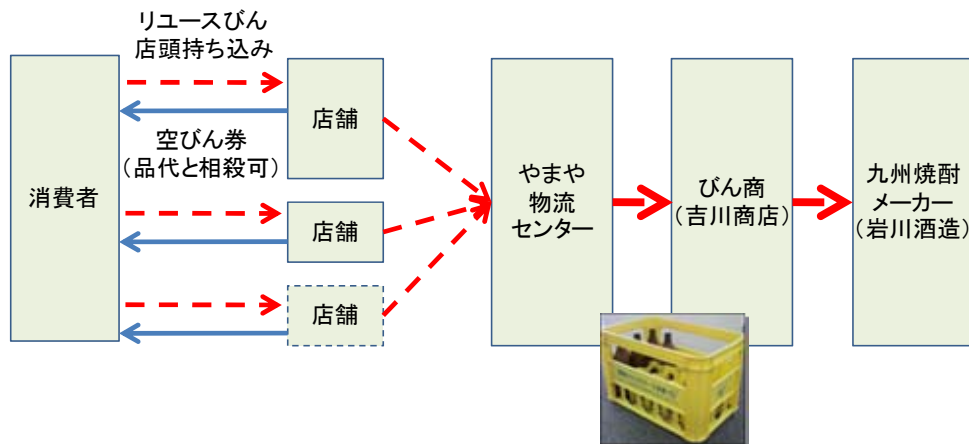 リユースびん
店頭持ち込み
消費者
空びん券
(品代と相殺可)
店舗
店舗
店舗
やまや
物流
センター
びん商
(吉川商店)
九州焼酎
メーカー
(岩川酒造)